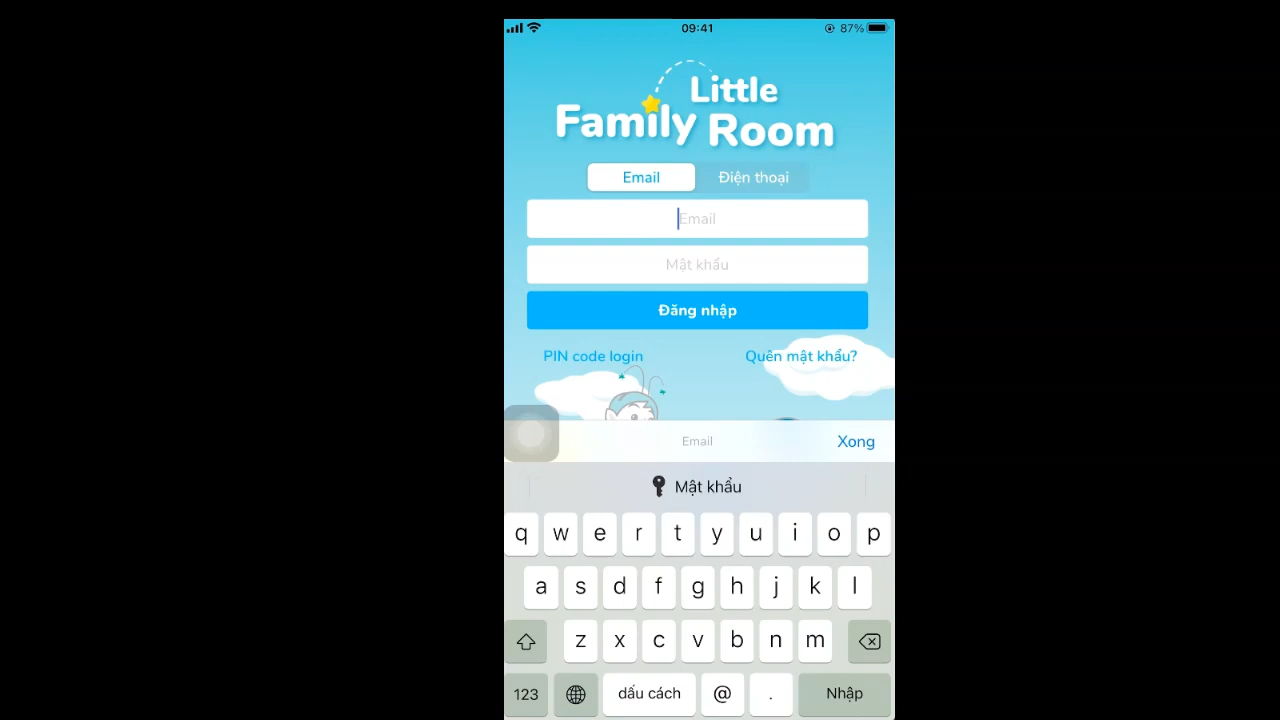 09:41
87%
Little
Family Room
Email Điện thoại
Email
Mật khẩu
Đăng nhập
PIN code login Quên mật khẩu?
Email Xong
Mật khẩu
q w e r t y u i o p
a s d f g h j k l
z x c v b n m
123 dấu cách @ . Nhập